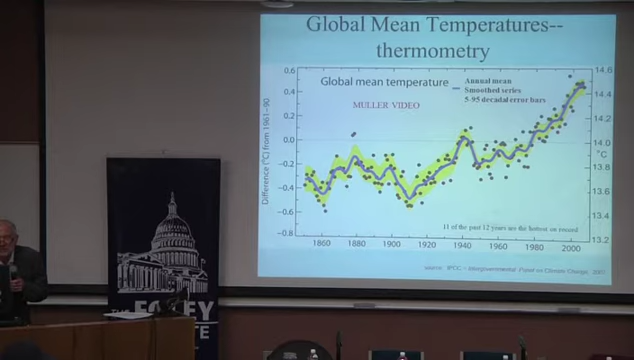 Global Mean Temperatures--
thermometry
Global mean temperature
Annual mean
Smoothed series
5-95 decadal error bars
MULLER VIDEO
0.6
0.4
0.2
0.0
−0.2
−0.4
−0.6
−0.8
Difference (°C) from 1961–90
14.6
14.4
14.2
14.0
°C
13.8
13.6
13.4
13.2
11 of the past 12 years are the hottest on record
1860
1880
1900
1920
1940
1960
1980
2000
source: IPCC – Intergovernmental Panel on Climate Change, 2007
THE FOLEY